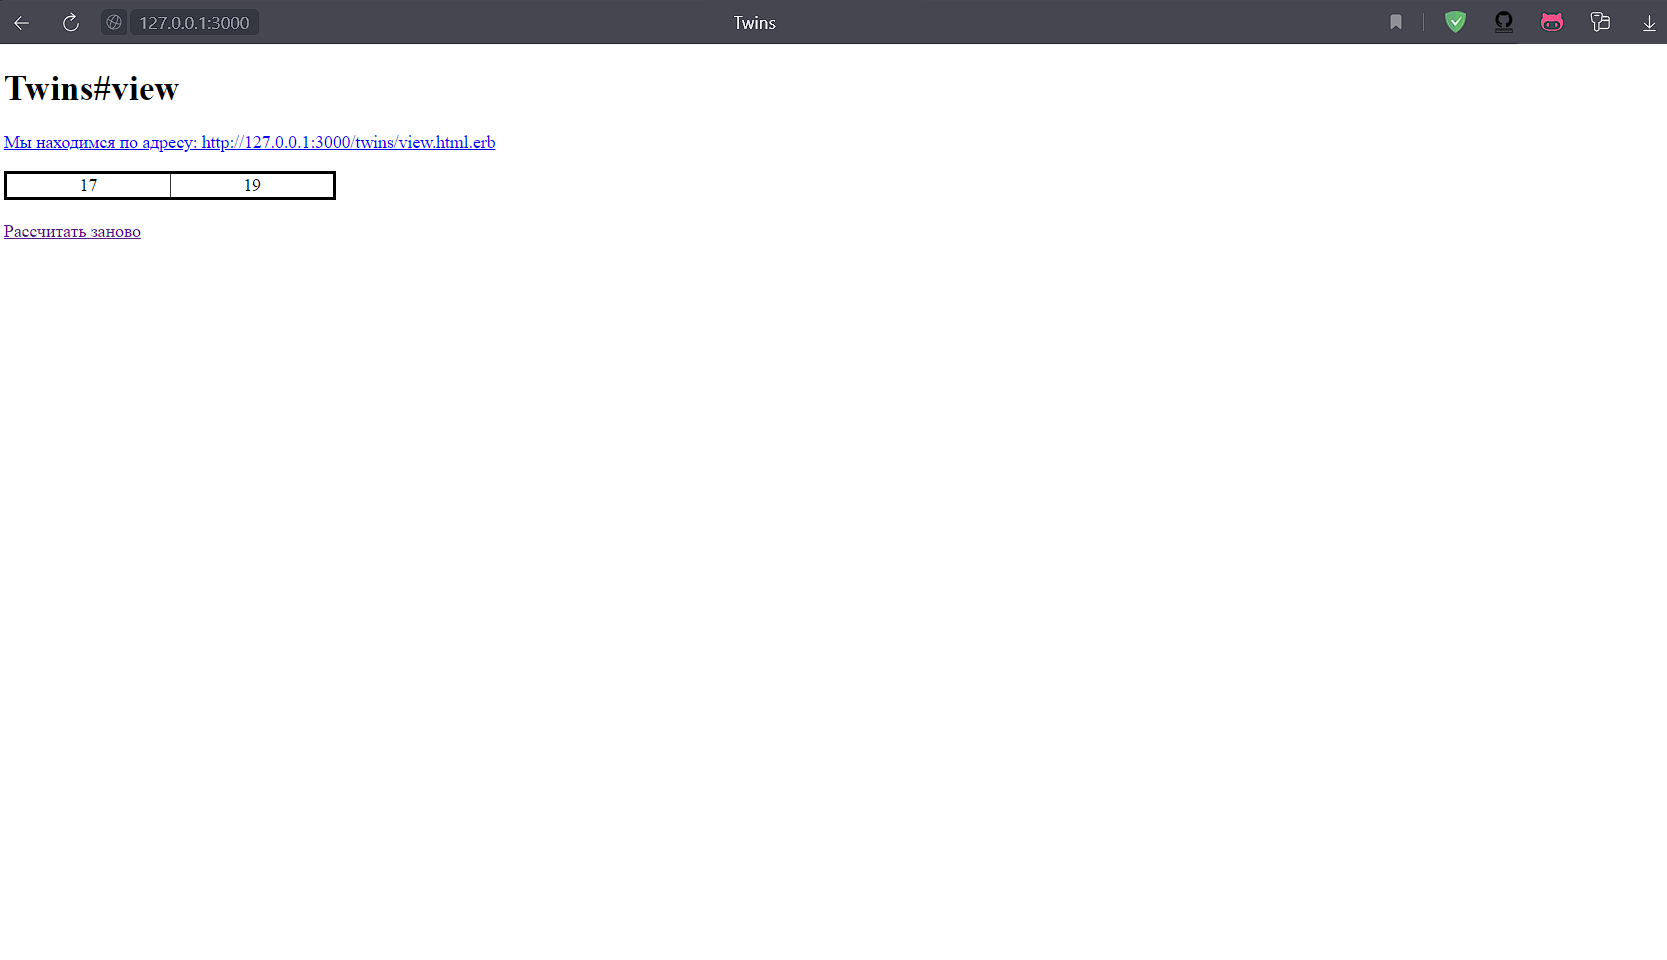 127.0.0.1:3000 Twins
Twins#view
Мы находимся по адресу: http://127.0.0.1:3000/twins/view.html.erb
17 19
Рассчитать заново